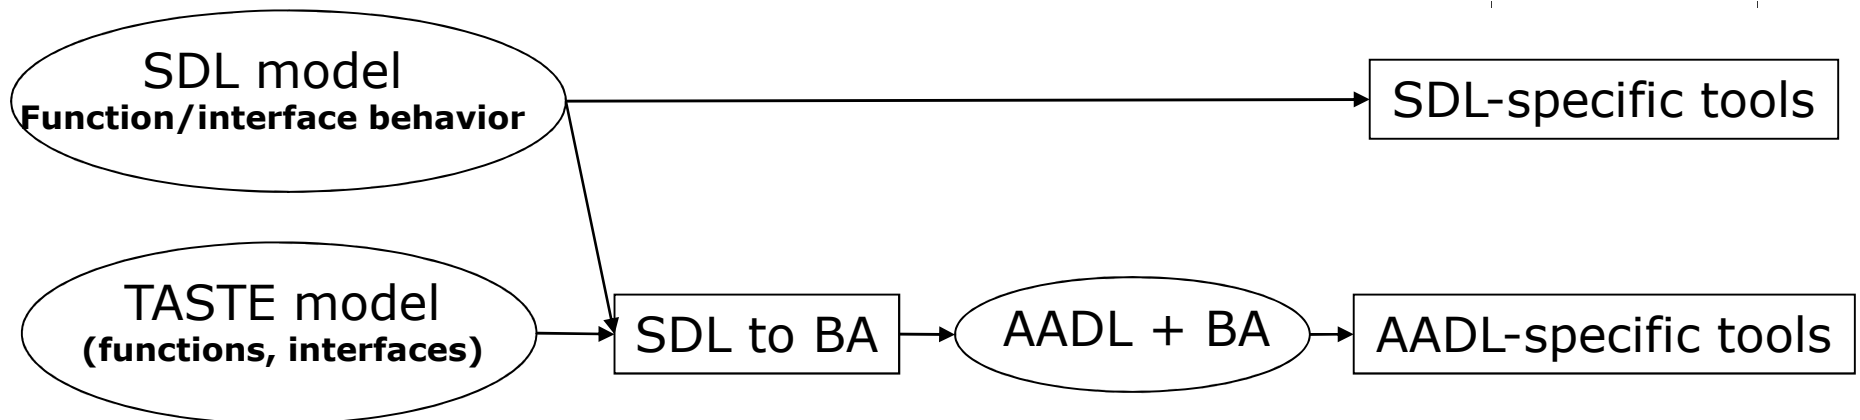 SDL model
Function/interface behavior
SDL-specific tools
TASTE model
(functions, interfaces)
SDL to BA
AADL + BA
AADL-specific tools